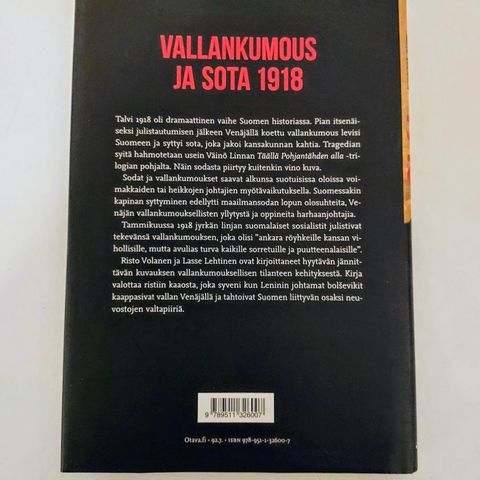 VALLANKUMOUS
JA SOTA 1918
Talvi 1918 oli dramaattinen vaihe Suomen historiassa. Pian itsenäi-
seksi julistautumisen jälkeen Venäjällä koettu vallankumous levisi
Suomeen ja syttyi sota, joka jakoi kansakunnan kahtia. Tragedian
syitä hahmotetaan usein Väinö Linnan Täällä Pohjantähden alla -tri-
logian pohjalta. Näin sodasta piirtyy kuitenkin vino kuva.
Sodat ja vallankumoukset saavat alkunsa suotuisissa oloissa voi-
makkaiden tai heikkojen johtajien myötävaikutuksella. Suomessakin
kapinan syttyminen edellytti maailmansodan lopun olosuhteita, Ve-
näjän vallankumouksellisten yllytystä ja oppineita harhaanjohtajia.
Tammikuussa 1918 jyrkän linjan suomalaiset sosialistit julistivat
tekevänsä vallankumouksen, joka olisi "ankara röyhkeille kansan vi-
hollisille, mutta avulias turva kaikille sorretuille ja puutteenalaisille".
Risto Volanen ja Lasse Lehtinen ovat kirjoittaneet hyytävän jännit-
tävän kuvauksen vallankumouksellisen tilanteen kehityksestä. Kirja
valottaa ristiin kaaosta, joka syveni kun Leninin johtamat bolševikit
kaappasivat vallan Venäjällä ja tahtoivat Suomen liittyvän osaksi neu-
vostojen valtapiiriä.
9 789511 326007
Otava.fi • 92.7. • ISBN 978-951-1-32600-7